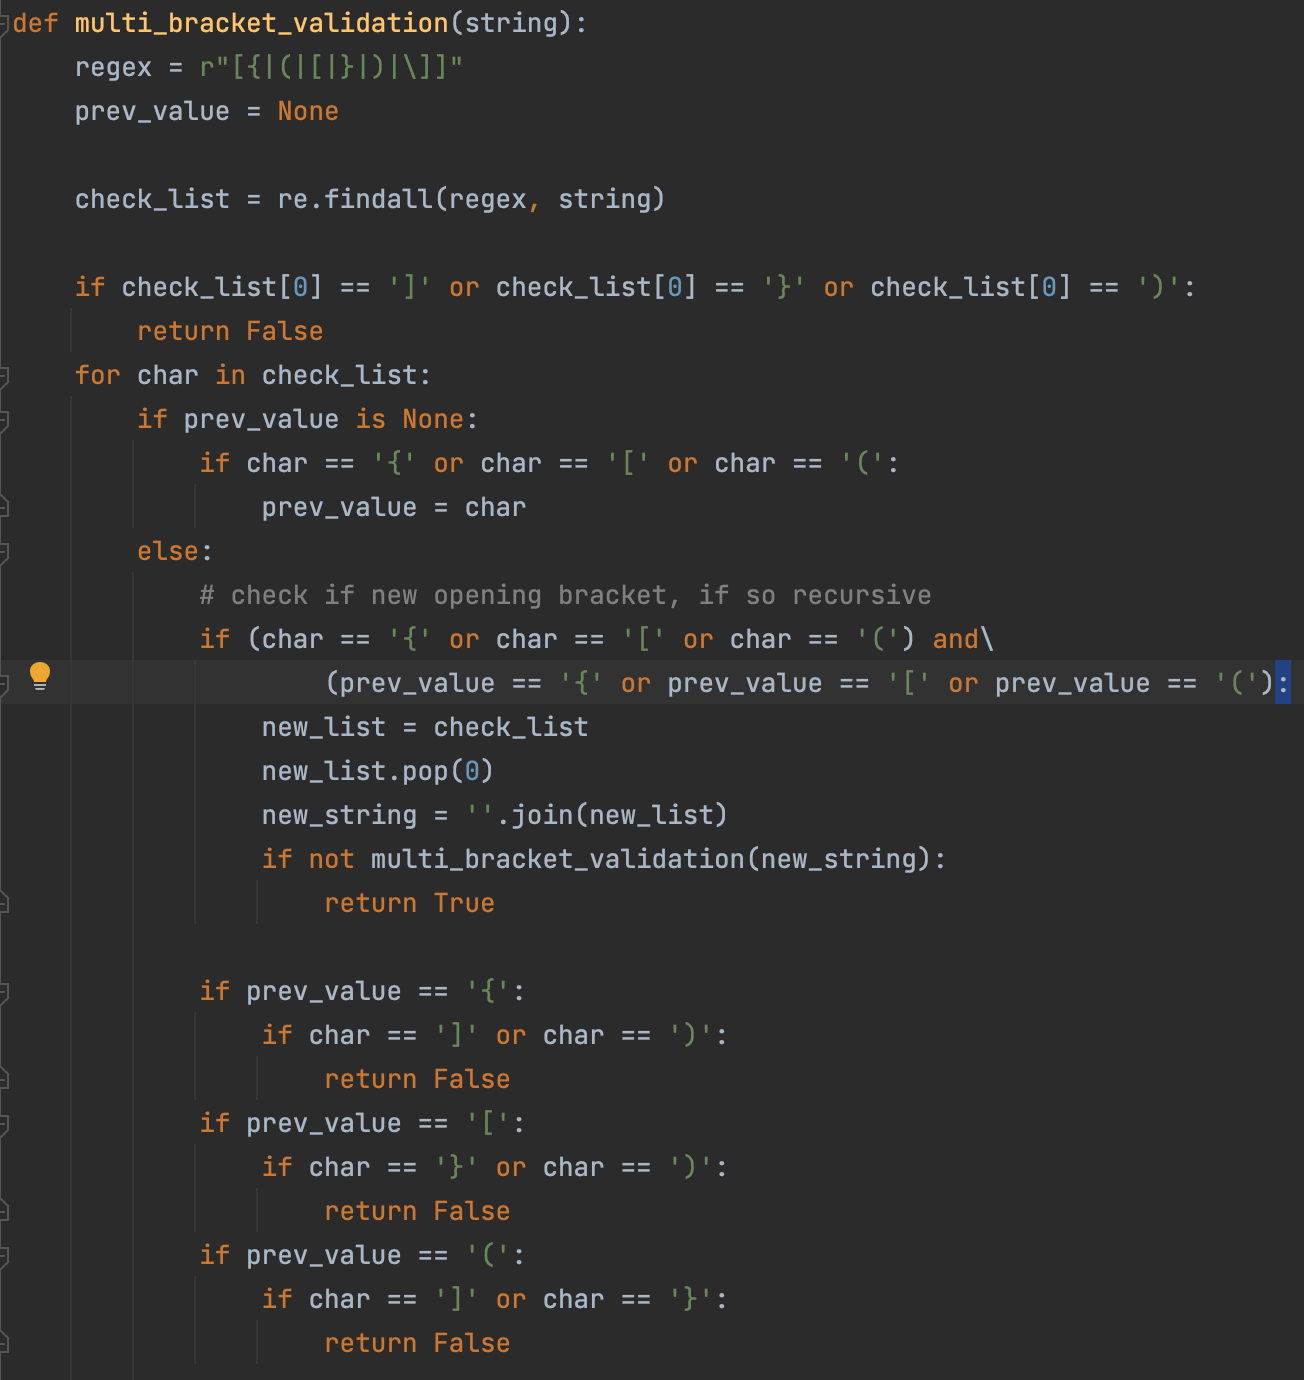 def multi_bracket_validation(string):
    regex = r"[{|(|[|}|)|\]]"
    prev_value = None

    check_list = re.findall(regex, string)

    if check_list[0] == ']' or check_list[0] == '}' or check_list[0] == ')':
        return False
    for char in check_list:
        if prev_value is None:
            if char == '{' or char == '[' or char == '(':
                prev_value = char
        else:
            # check if new opening bracket, if so recursive
            if (char == '{' or char == '[' or char == '(') and\
                    (prev_value == '{' or prev_value == '[' or prev_value == '('):
                new_list = check_list
                new_list.pop(0)
                new_string = ''.join(new_list)
                if not multi_bracket_validation(new_string):
                    return True

            if prev_value == '{':
                if char == ']' or char == ')':
                    return False
            if prev_value == '[':
                if char == '}' or char == ')':
                    return False
            if prev_value == '(':
                if char == ']' or char == '}':
                    return False